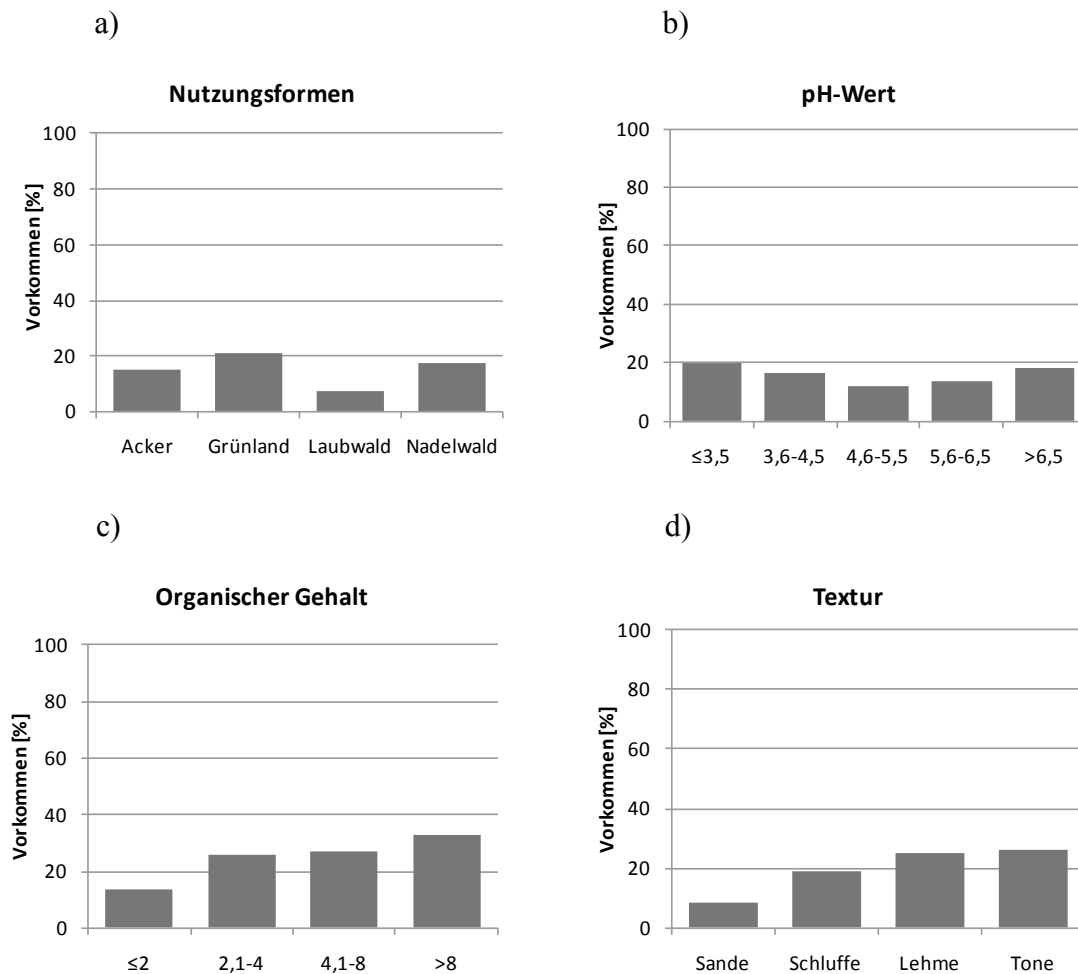 a)
Nutzungsformen
Vorkommen [%]
100
80
60
40
20
0
Acker Grünland Laubwald Nadelwald
b)
pH-Wert
Vorkommen [%]
100
80
60
40
20
0
≤3,5 3,6-4,5 4,6-5,5 5,6-6,5 >6,5
c)
Organischer Gehalt
Vorkommen [%]
100
80
60
40
20
0
≤2 2,1-4 4,1-8 >8
d)
Textur
Vorkommen [%]
100
80
60
40
20
0
Sande Schluffe Lehme Tone